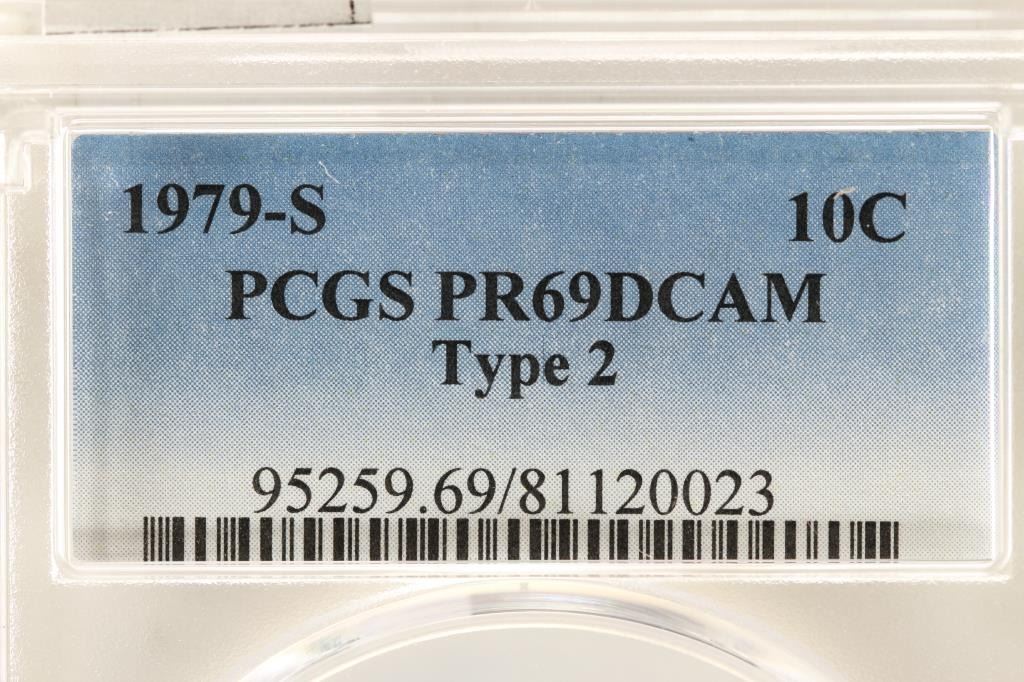 1979-S 10C
PCGS PR69DCAM
Type 2
95259.69/81120023